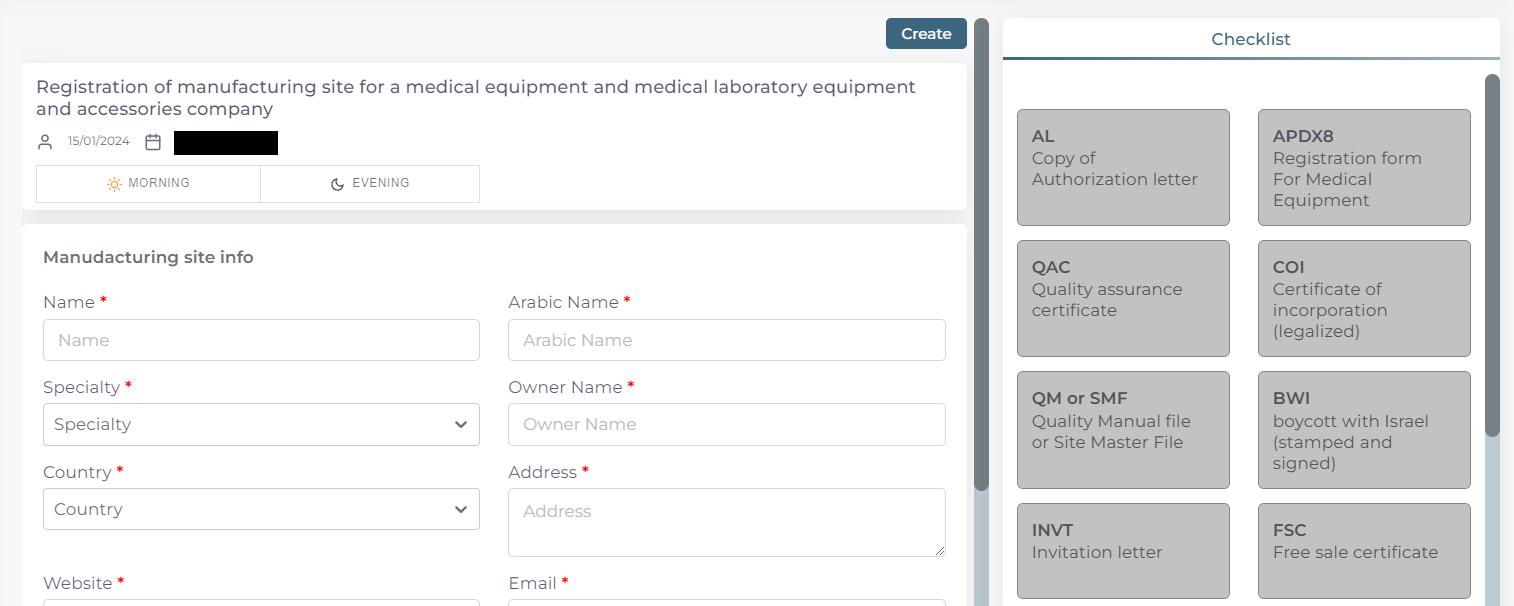 Create
Registration of manufacturing site for a medical equipment and medical laboratory equipment
and accessories company
15/01/2024
MORNING
EVENING
Manudacturing site info
Name *
Arabic Name *
Name
Arabic Name
Specialty *
Owner Name *
Specialty
Owner Name
Country *
Address *
Country
Address
Website *
Email *
Checklist
AL
Copy of
Authorization letter
APDX8
Registration form
For Medical
Equipment
QAC
Quality assurance
certificate
COI
Certificate of
incorporation
(legalized)
QM or SMF
Quality Manual file
or Site Master File
BWI
boycott with Israel
(stamped and
signed)
INVT
Invitation letter
FSC
Free sale certificate